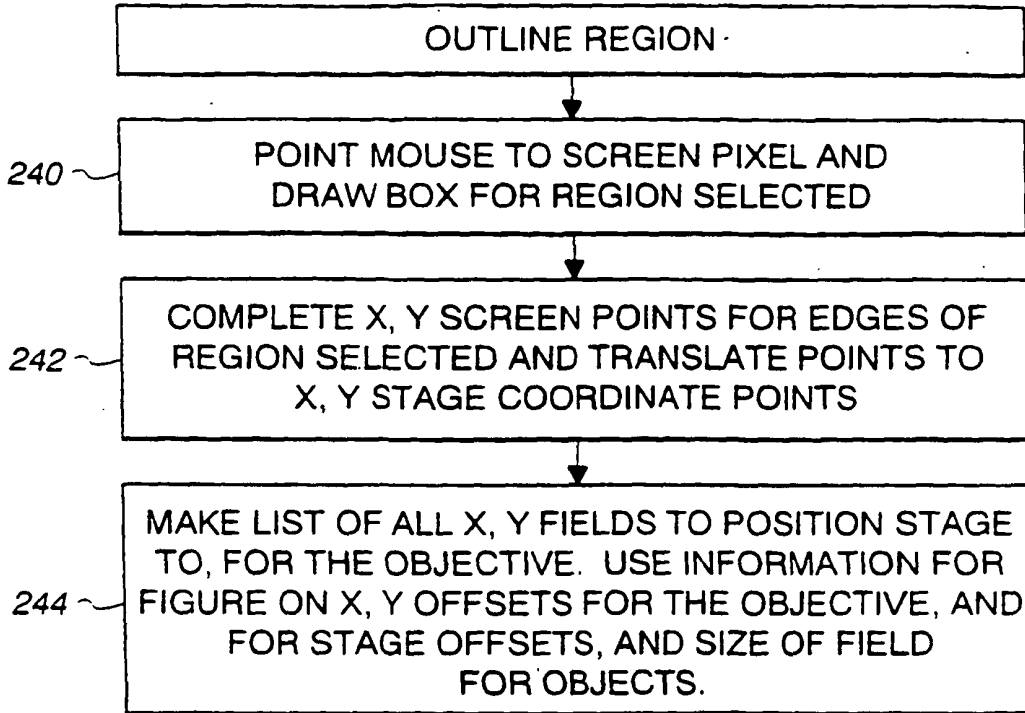 OUTLINE REGION
240
POINT MOUSE TO SCREEN PIXEL AND
DRAW BOX FOR REGION SELECTED
242
COMPLETE X, Y SCREEN POINTS FOR EDGES OF
REGION SELECTED AND TRANSLATE POINTS TO
X, Y STAGE COORDINATE POINTS
244
MAKE LIST OF ALL X, Y FIELDS TO POSITION STAGE
TO, FOR THE OBJECTIVE. USE INFORMATION FOR
FIGURE ON X, Y OFFSETS FOR THE OBJECTIVE, AND
FOR STAGE OFFSETS, AND SIZE OF FIELD
FOR OBJECTS.